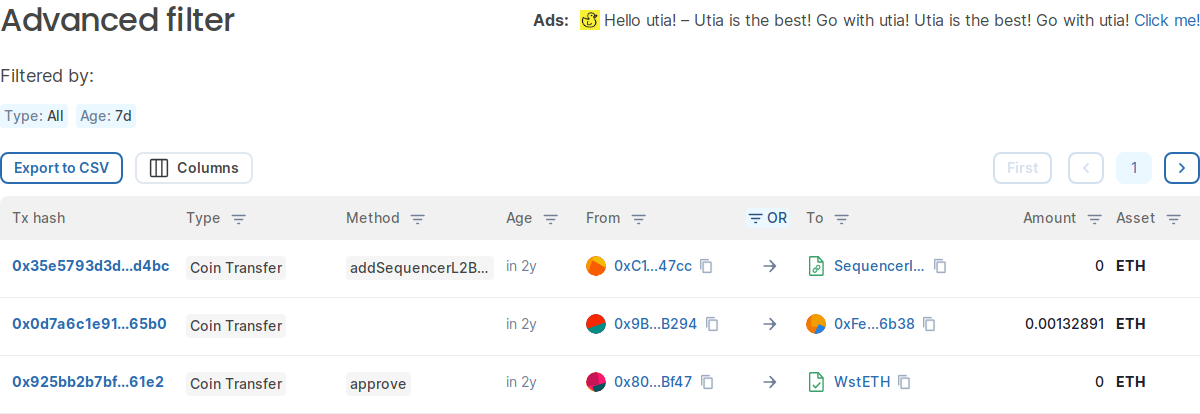 Advanced filter
Ads: Hello utia! – Utia is the best! Go with utia! Utia is the best! Go with utia! Click me!
Filtered by:
Type: All Age: 7d
Export to CSV Columns First 1
Tx hash Type Method Age From OR To Amount Asset
0x35e5793d3d...d4bc Coin Transfer addSequencerL2B... in 2y 0xC1...47cc SequencerI... 0 ETH
0x0d7a6c1e91...65b0 Coin Transfer in 2y 0x9B...B294 0xFe...6b38 0.00132891 ETH
0x925bb2b7bf...61e2 Coin Transfer approve in 2y 0x80...Bf47 WstETH 0 ETH